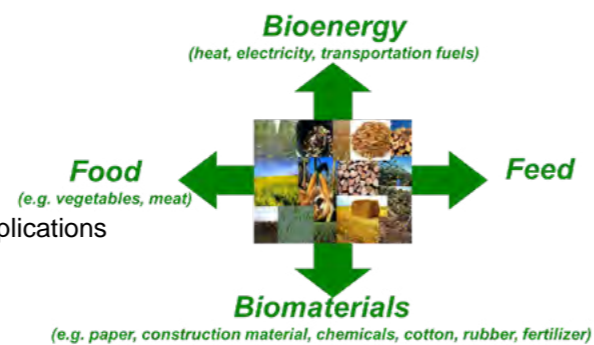 Bioenergy
(heat, electricity, transportation fuels)
Food
(e.g. vegetables, meat)
Feed
plications
Biomaterials
(e.g. paper, construction material, chemicals, cotton, rubber, fertilizer)